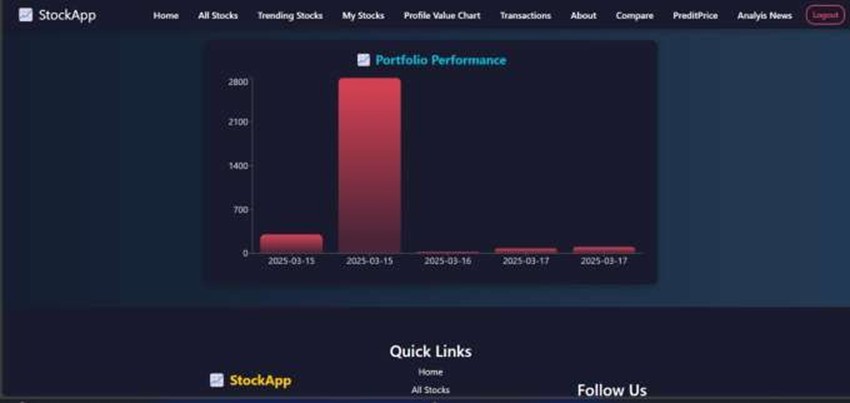 StockApp Home All Stocks Trending Stocks My Stocks Profile Value Chart Transactions About Compare PreditPrice Analyis News Logout
Portfolio Performance
2800
2100
1400
700
0
2025-03-15 2025-03-15 2025-03-16 2025-03-17 2025-03-17
Quick Links
Home
StockApp
All Stocks
Follow Us